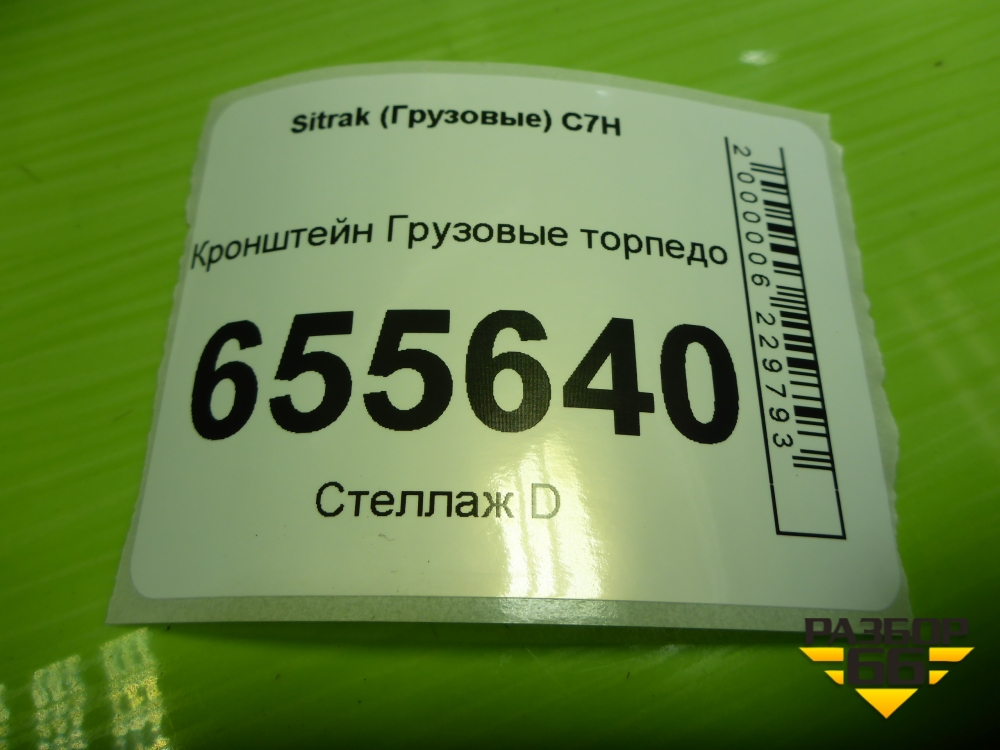 Sitrak (Грузовые) C7H
Кронштейн Грузовые торпедо
655640
Стеллаж D
2000006229793
РАЗБОР
66